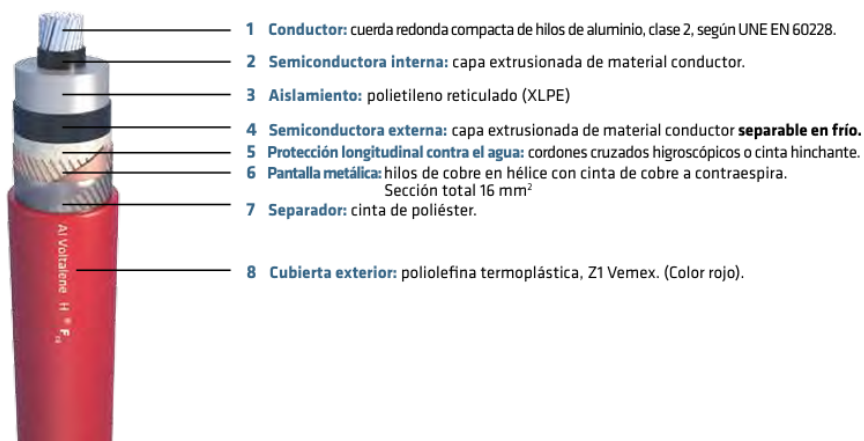 1 Conductor: cuerda redonda compacta de hilos de aluminio, clase 2, según UNE EN 60228.
2 Semiconductora interna: capa extrusionada de material conductor.
3 Aislamiento: polietileno reticulado (XLPE)
4 Semiconductora externa: capa extrusionada de material conductor separable en frío.
5 Protección longitudinal contra el agua: cordones cruzados higroscópicos o cinta hinchante.
6 Pantalla metálica: hilos de cobre en hélice con cinta de cobre a contraespira.
Sección total 16 mm²
7 Separador: cinta de poliéster.
8 Cubierta exterior: poliolefina termoplástica, Z1 Vemex. (Color rojo).
Al Voltalene H